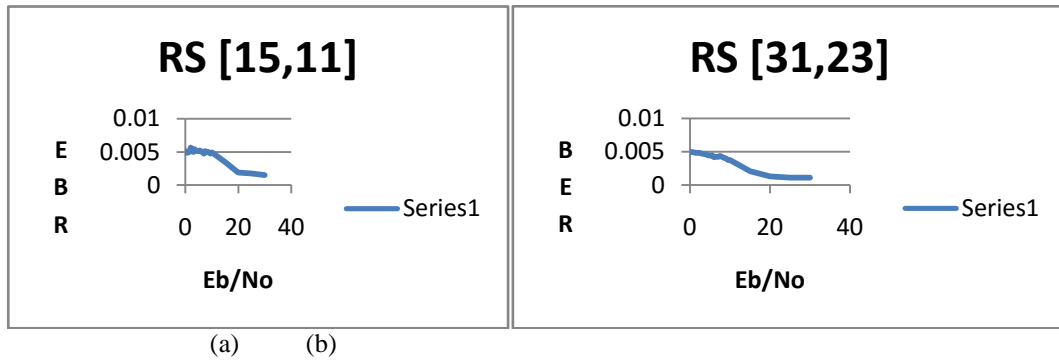 RS [15,11]
0.01
0.005
0
E
B
R
0 20 40
Eb/No
Series1
RS [31,23]
0.01
0.005
0
B
E
R
0 20 40
Eb/No
Series1
(a) (b)